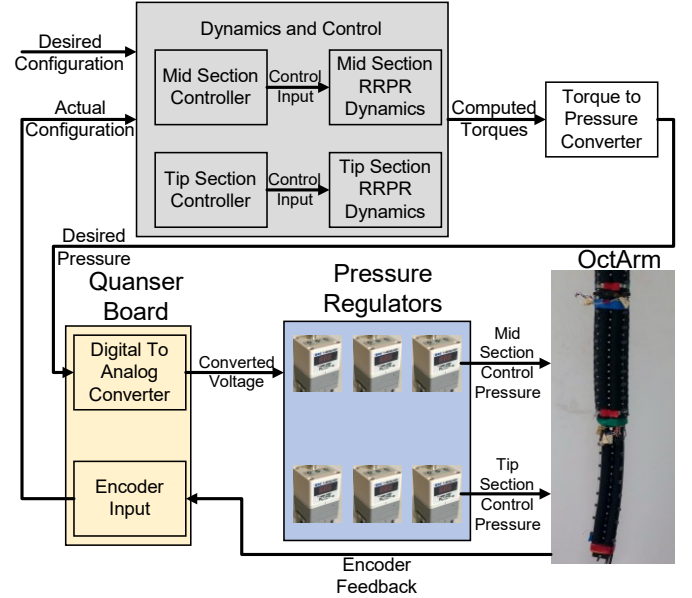 Dynamics and Control
Desired
Configuration
Mid Section
Controller
Control
Input
Mid Section
RRPR
Dynamics
Actual
Configuration
Computed
Torques
Torque to
Pressure
Converter
Tip Section
Controller
Control
Input
Tip Section
RRPR
Dynamics
Desired
Pressure
Quanser
Board
Pressure
Regulators
OctArm
Digital To
Analog
Converter
Converted
Voltage
Mid
Section
Control
Pressure
Encoder
Input
Tip
Section
Control
Pressure
Encoder
Feedback